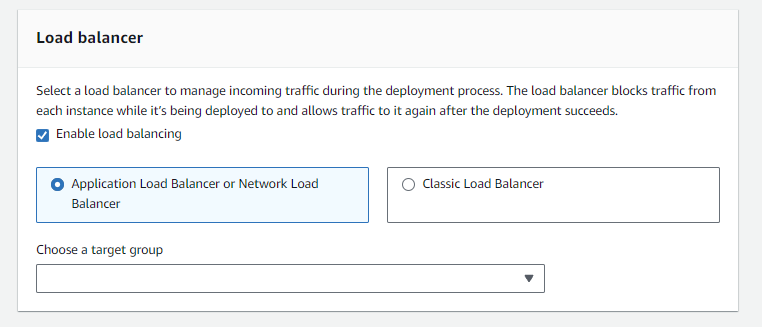 Load balancer
Select a load balancer to manage incoming traffic during the deployment process. The load balancer blocks traffic from
each instance while it's being deployed to and allows traffic to it again after the deployment succeeds.
Enable load balancing
Application Load Balancer or Network Load
Balancer
Classic Load Balancer
Choose a target group